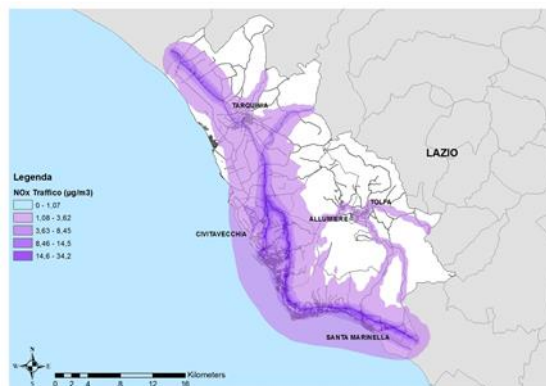 TARQUINIA
LAZIO
TOLFA
ALLUMIERE
CIVITAVECCHIA
SANTA MARINELLA
Legenda
NOx Traffico (µg/m3)
0 - 1,07
1,08 - 3,62
3,63 - 8,45
8,46 - 14,5
14,6 - 34,2
N
W E
S
Kilometers
0 2 4 8 12 16